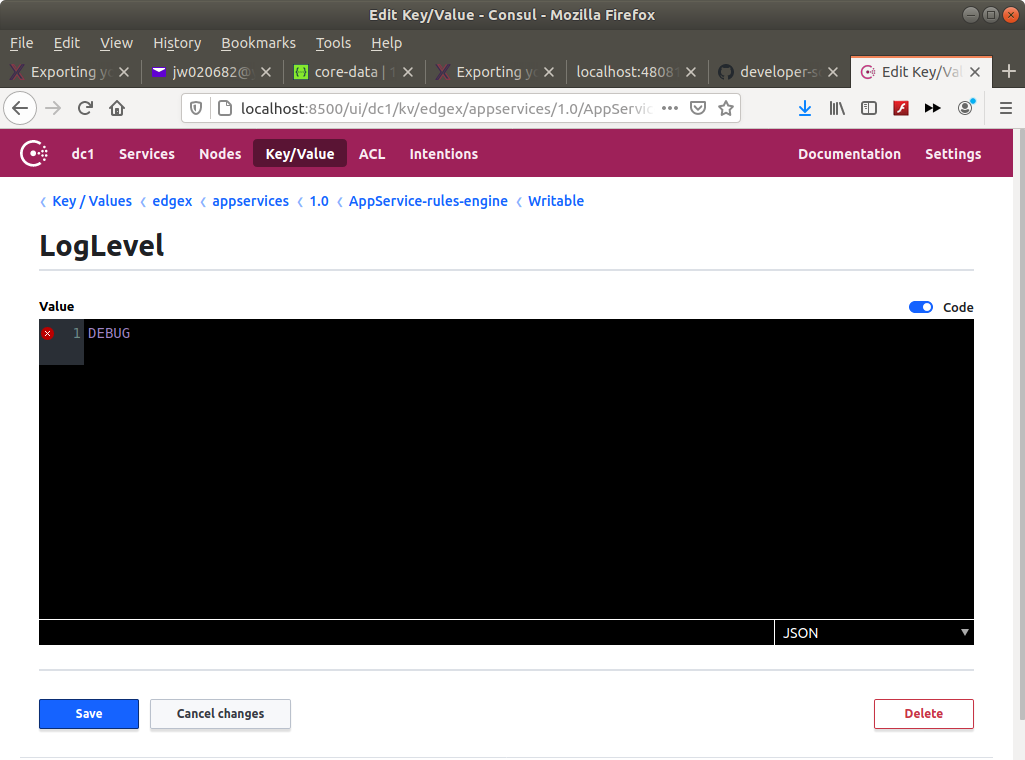 Edit Key/Value - Consul - Mozilla Firefox
File Edit View History Bookmarks Tools Help
Exporting yo jw020682@ core-data | Exporting yo localhost:4808 developer-s Edit Key/Val
localhost:8500/ui/dc1/kv/edgex/appservices/1.0/AppServic
dc1 Services Nodes Key/Value ACL Intentions Documentation Settings
Key / Values edgex appservices 1.0 AppService-rules-engine Writable
LogLevel
Value Code
1 DEBUG
JSON
Save Cancel changes Delete